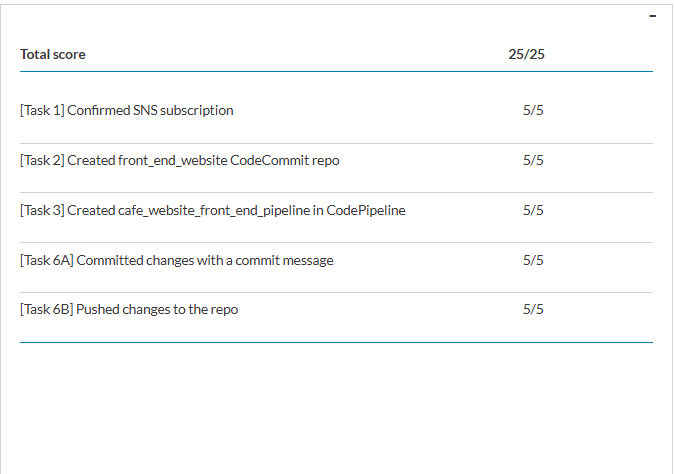 Total score 25/25
[Task 1] Confirmed SNS subscription 5/5
[Task 2] Created front_end_website CodeCommit repo 5/5
[Task 3] Created cafe_website_front_end_pipeline in CodePipeline 5/5
[Task 6A] Committed changes with a commit message 5/5
[Task 6B] Pushed changes to the repo 5/5